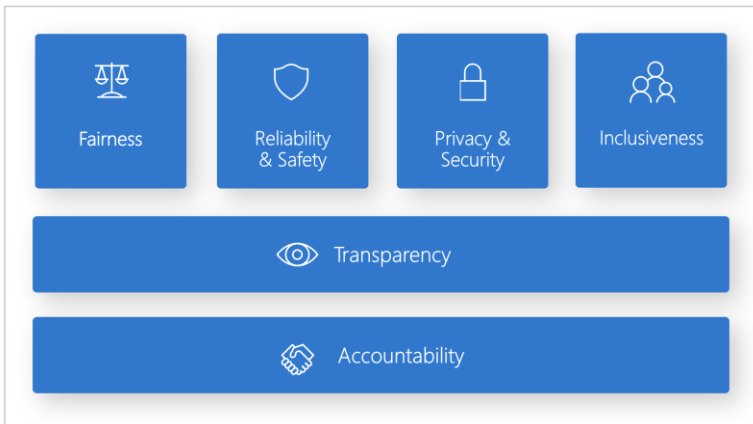 Fairness
Reliability
& Safety
Privacy &
Security
Inclusiveness
Transparency
Accountability